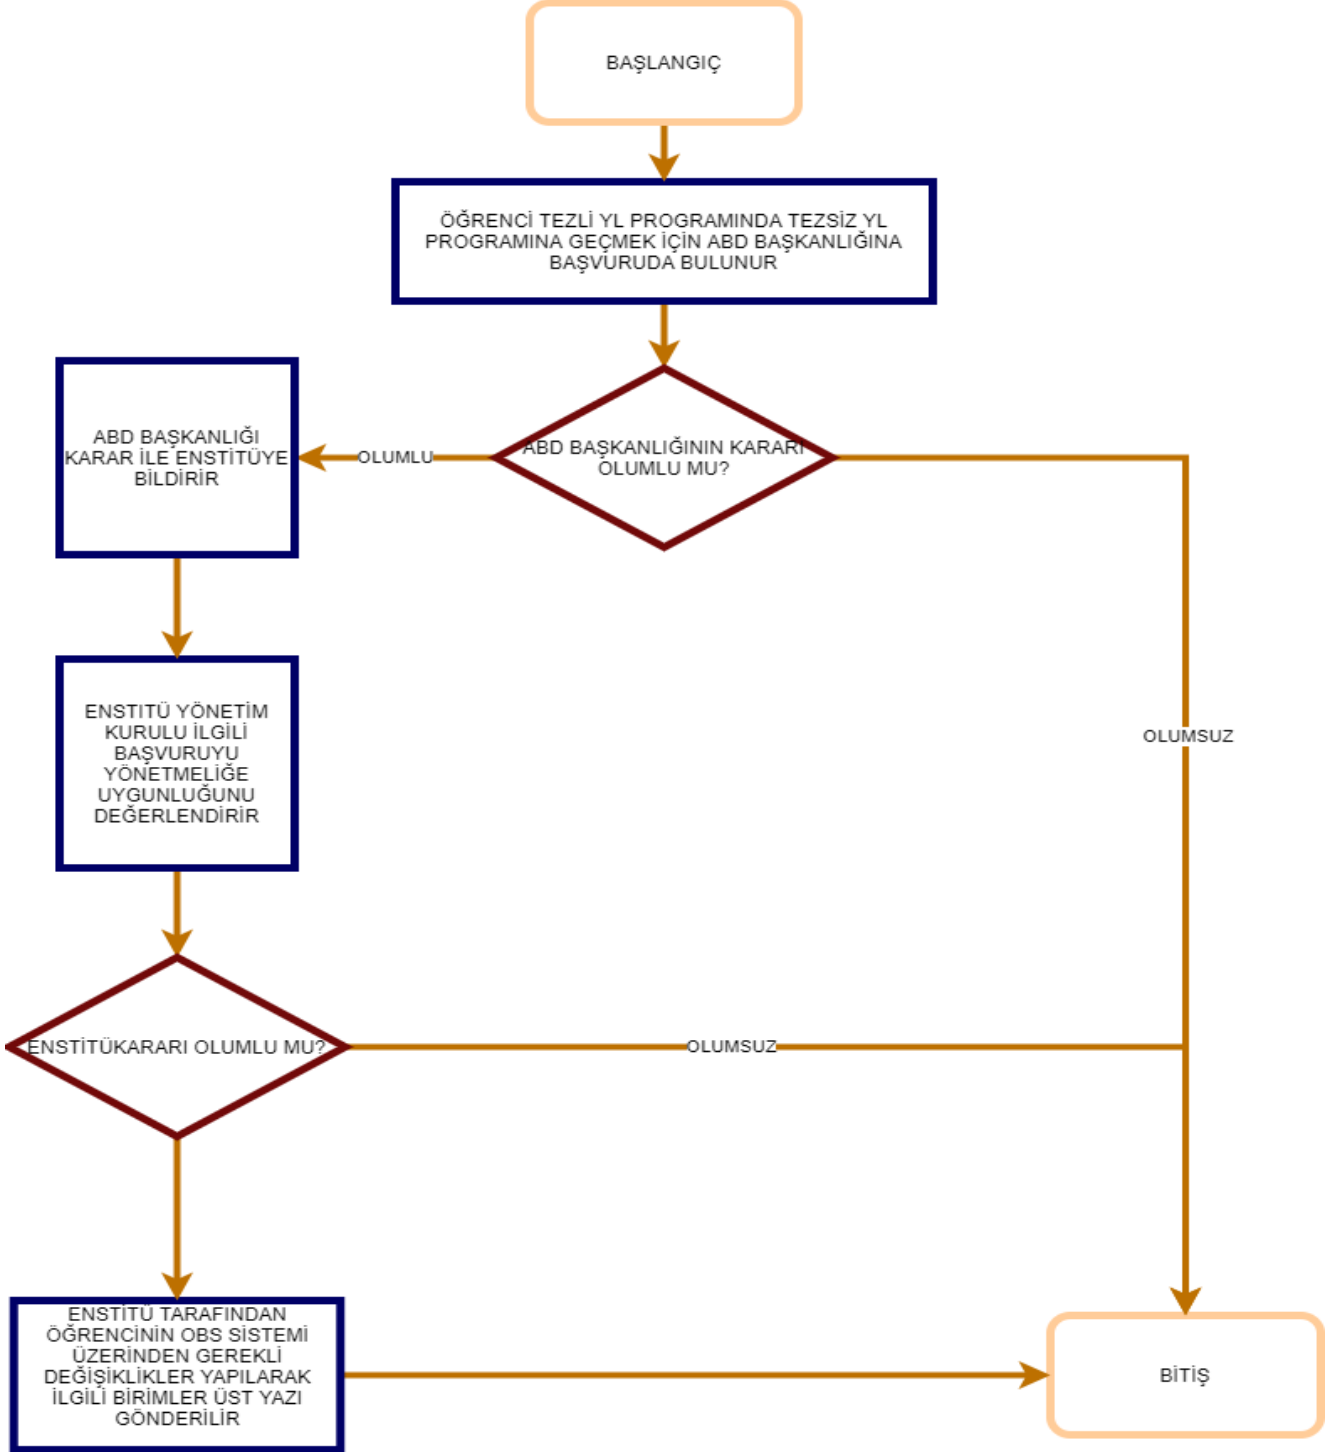 BAŞLANGIÇ
ÖĞRENCİ TEZLİ YL PROGRAMINDA TEZSİZ YL
PROGRAMINA GEÇMEK İÇİN ABD BAŞKANLIĞINA
BAŞVURUDA BULUNUR
ABD BAŞKANLIĞININ KARARI
OLUMLU MU?
OLUMLU
ABD BAŞKANLIĞI
KARAR İLE ENSTİTÜYE
BİLDİRİR
ENSTITÜ YÖNETİM
KURULU İLGİLİ
BAŞVURUYU
YÖNETMELİĞE
UYGUNLUĞUNU
DEĞERLENDİRİR
OLUMSUZ
ENSTİTÜKARARI OLUMLU MU?
OLUMSUZ
ENSTİTÜ TARAFINDAN
ÖĞRENCİNİN OBS SİSTEMİ
ÜZERİNDEN GEREKLİ
DEĞİŞİKLİKLER YAPILARAK
İLGİLİ BİRİMLER ÜST YAZI
GÖNDERİLİR
BİTİŞ